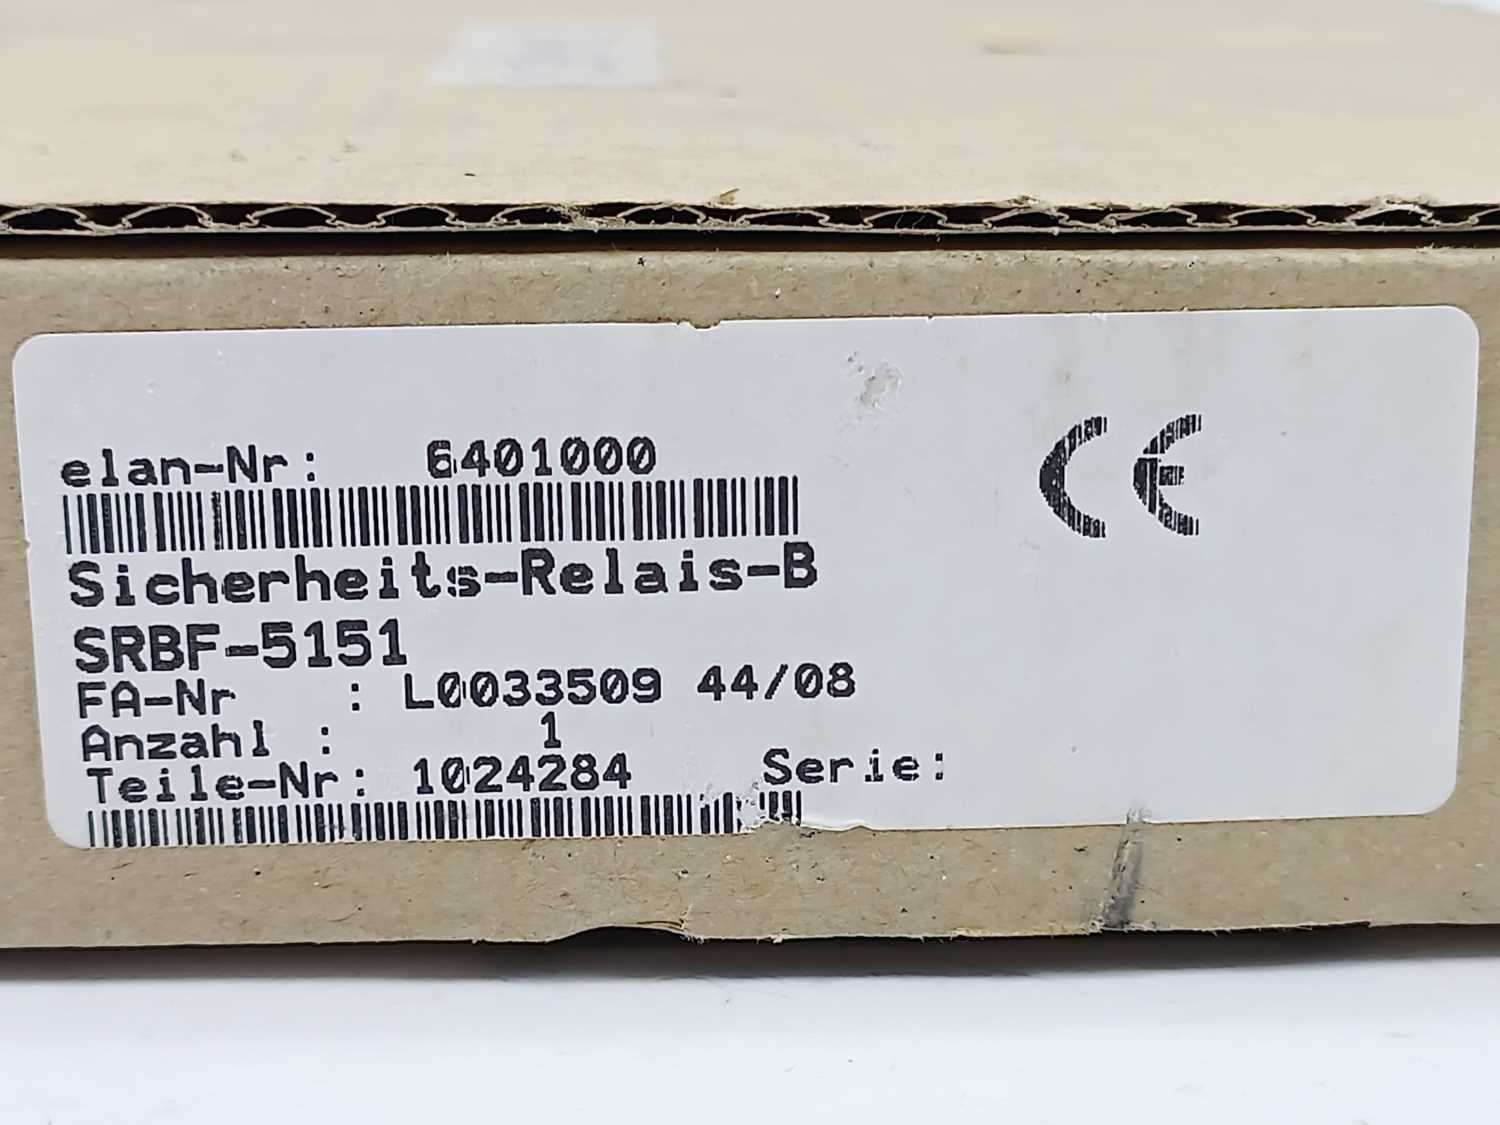 elan-Nr: 6401000
CE
Sicherheits-Relais-B
SRBF-5151
FA-Nr : L0033509 44/08
Anzahl : 1
Teile-Nr: 1024284 Serie: